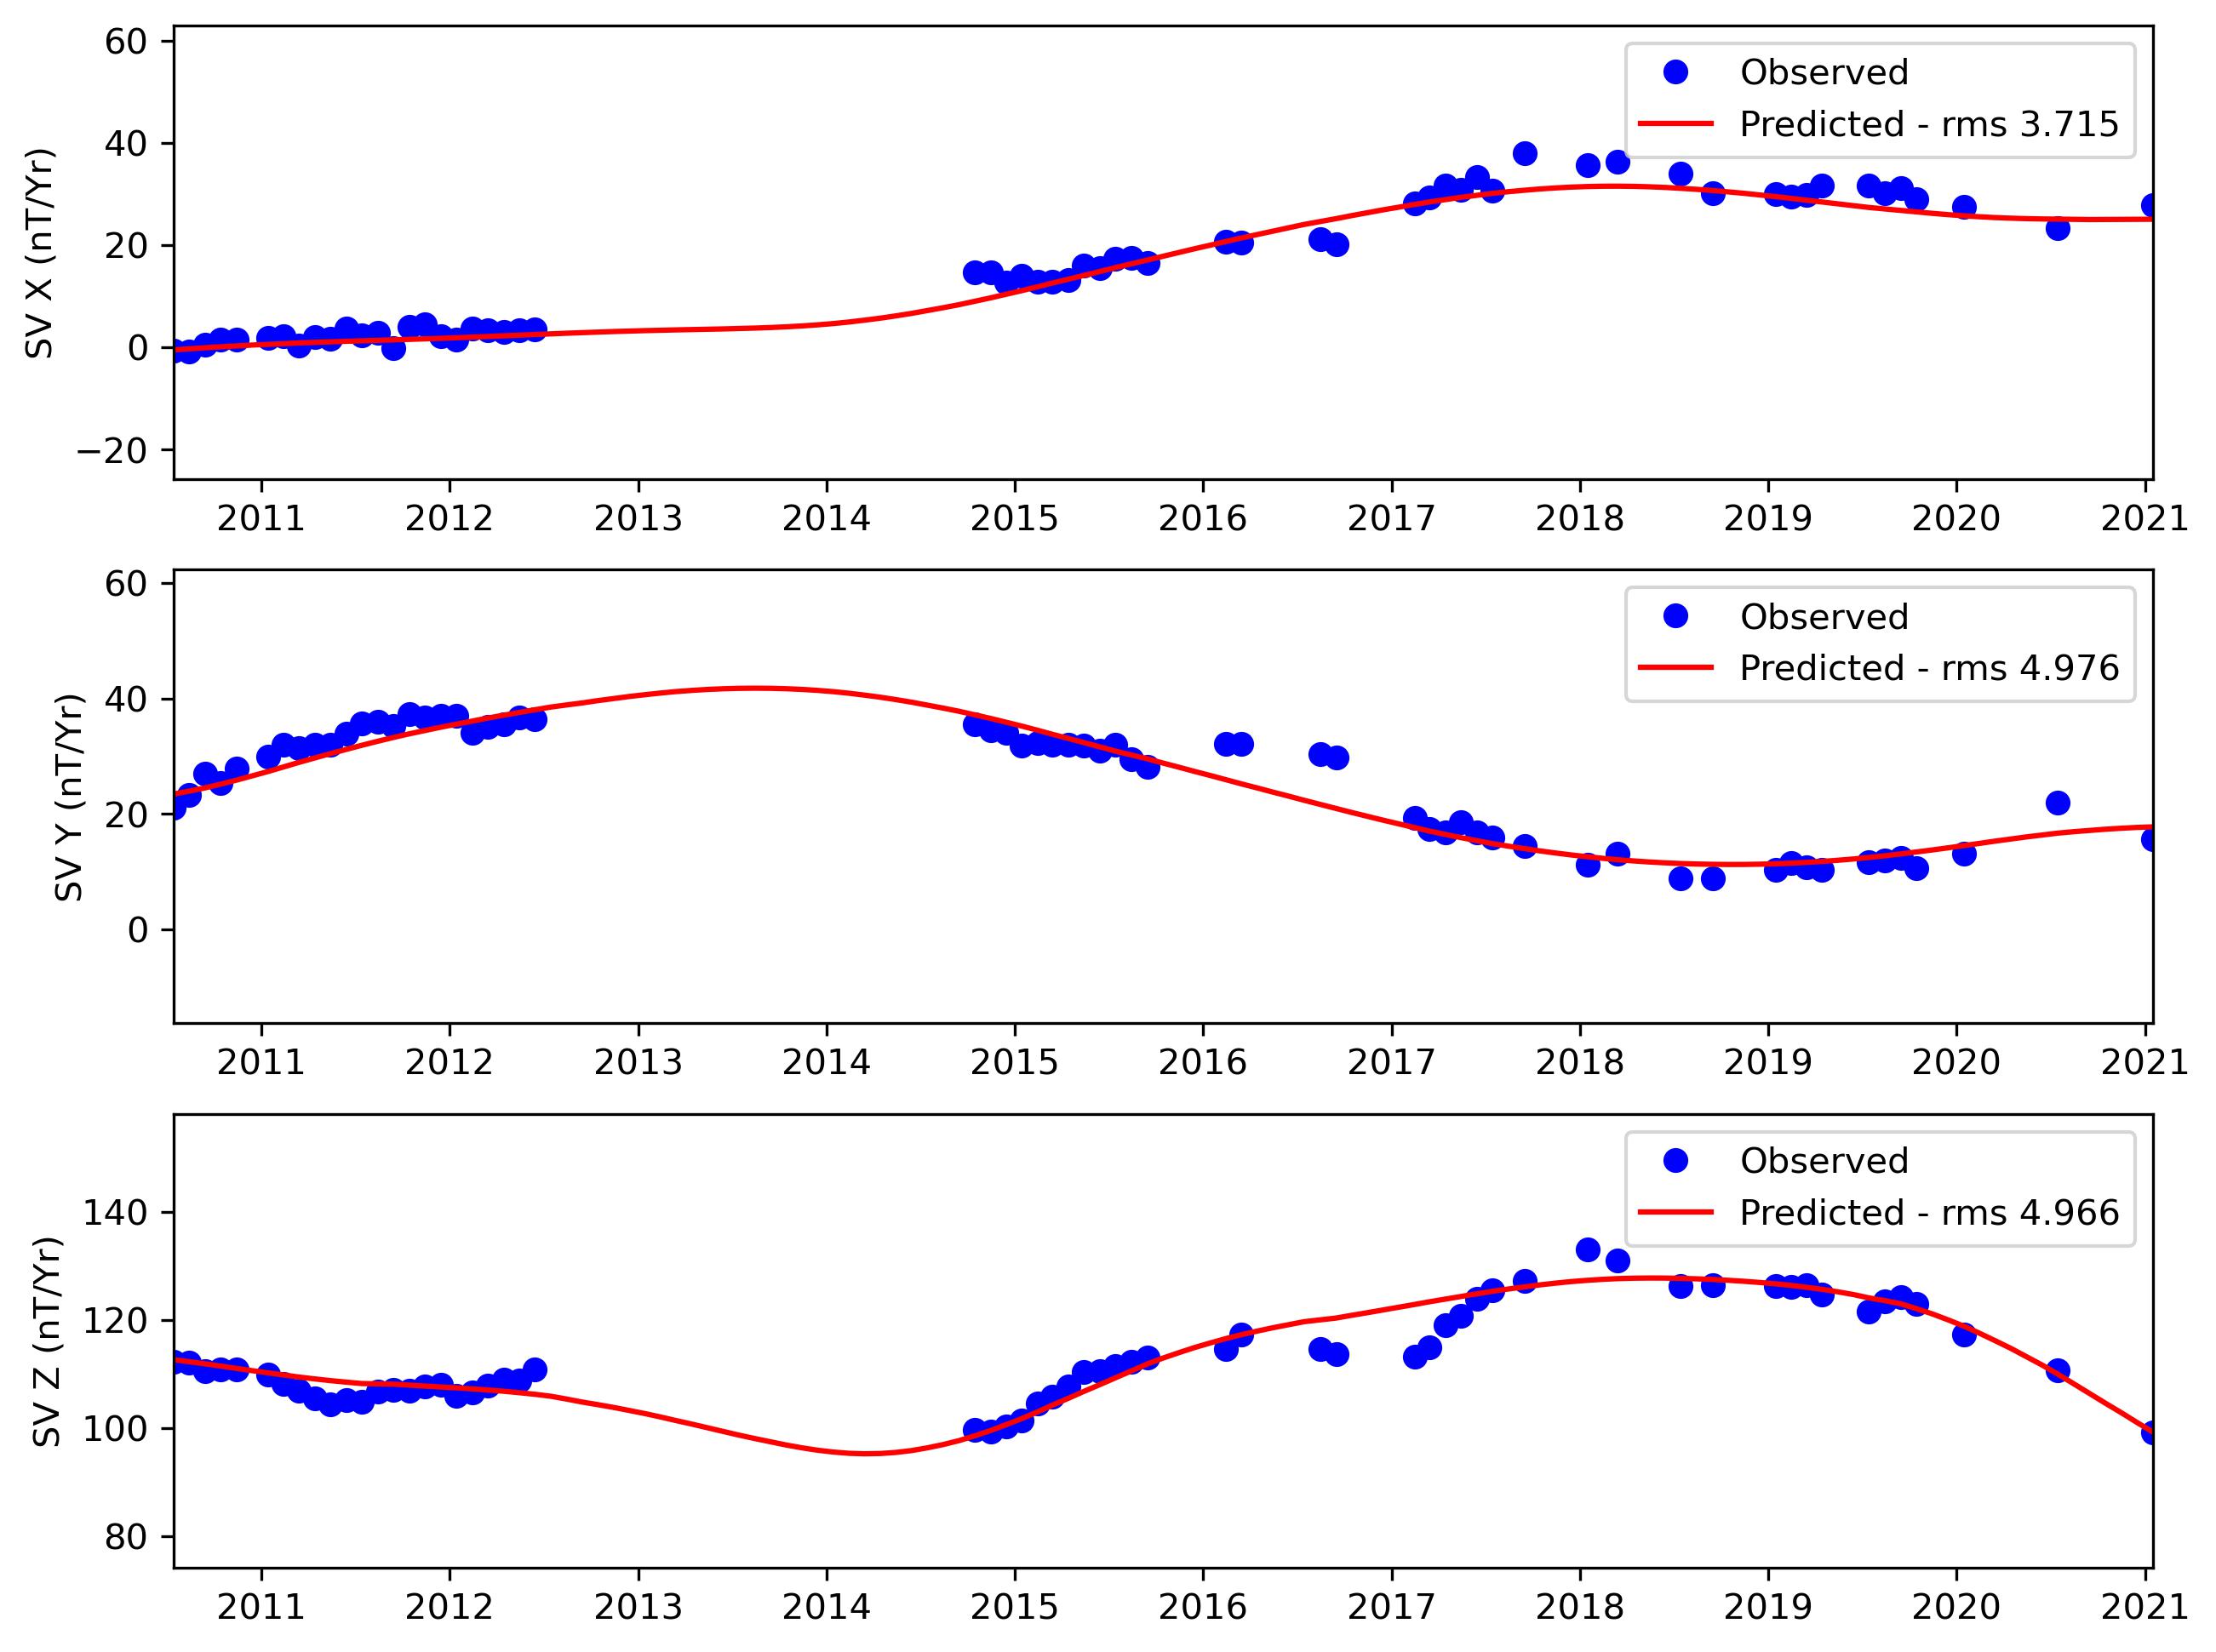 SV X (nT/Yr)
60
40
20
0
−20
Observed
Predicted - rms 3.715
2011 2012 2013 2014 2015 2016 2017 2018 2019 2020 2021
SV Y (nT/Yr)
60
40
20
0
Observed
Predicted - rms 4.976
2011 2012 2013 2014 2015 2016 2017 2018 2019 2020 2021
SV Z (nT/Yr)
140
120
100
80
Observed
Predicted - rms 4.966
2011 2012 2013 2014 2015 2016 2017 2018 2019 2020 2021